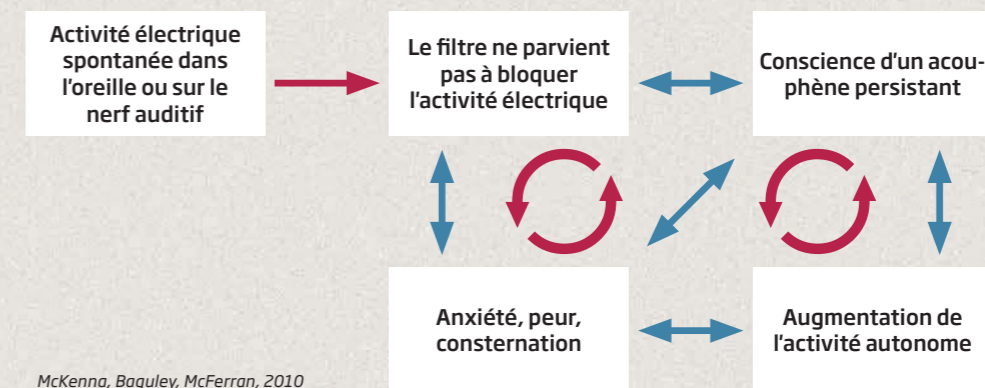 Activité électrique
spontanée dans
l'oreille ou sur le
nerf auditif
Le filtre ne parvient
pas à bloquer
l'activité électrique
Conscience d'un acou-
phène persistant
Anxiété, peur,
consternation
Augmentation de
l'activité autonome
McKenna, Baguley, McFerran, 2010